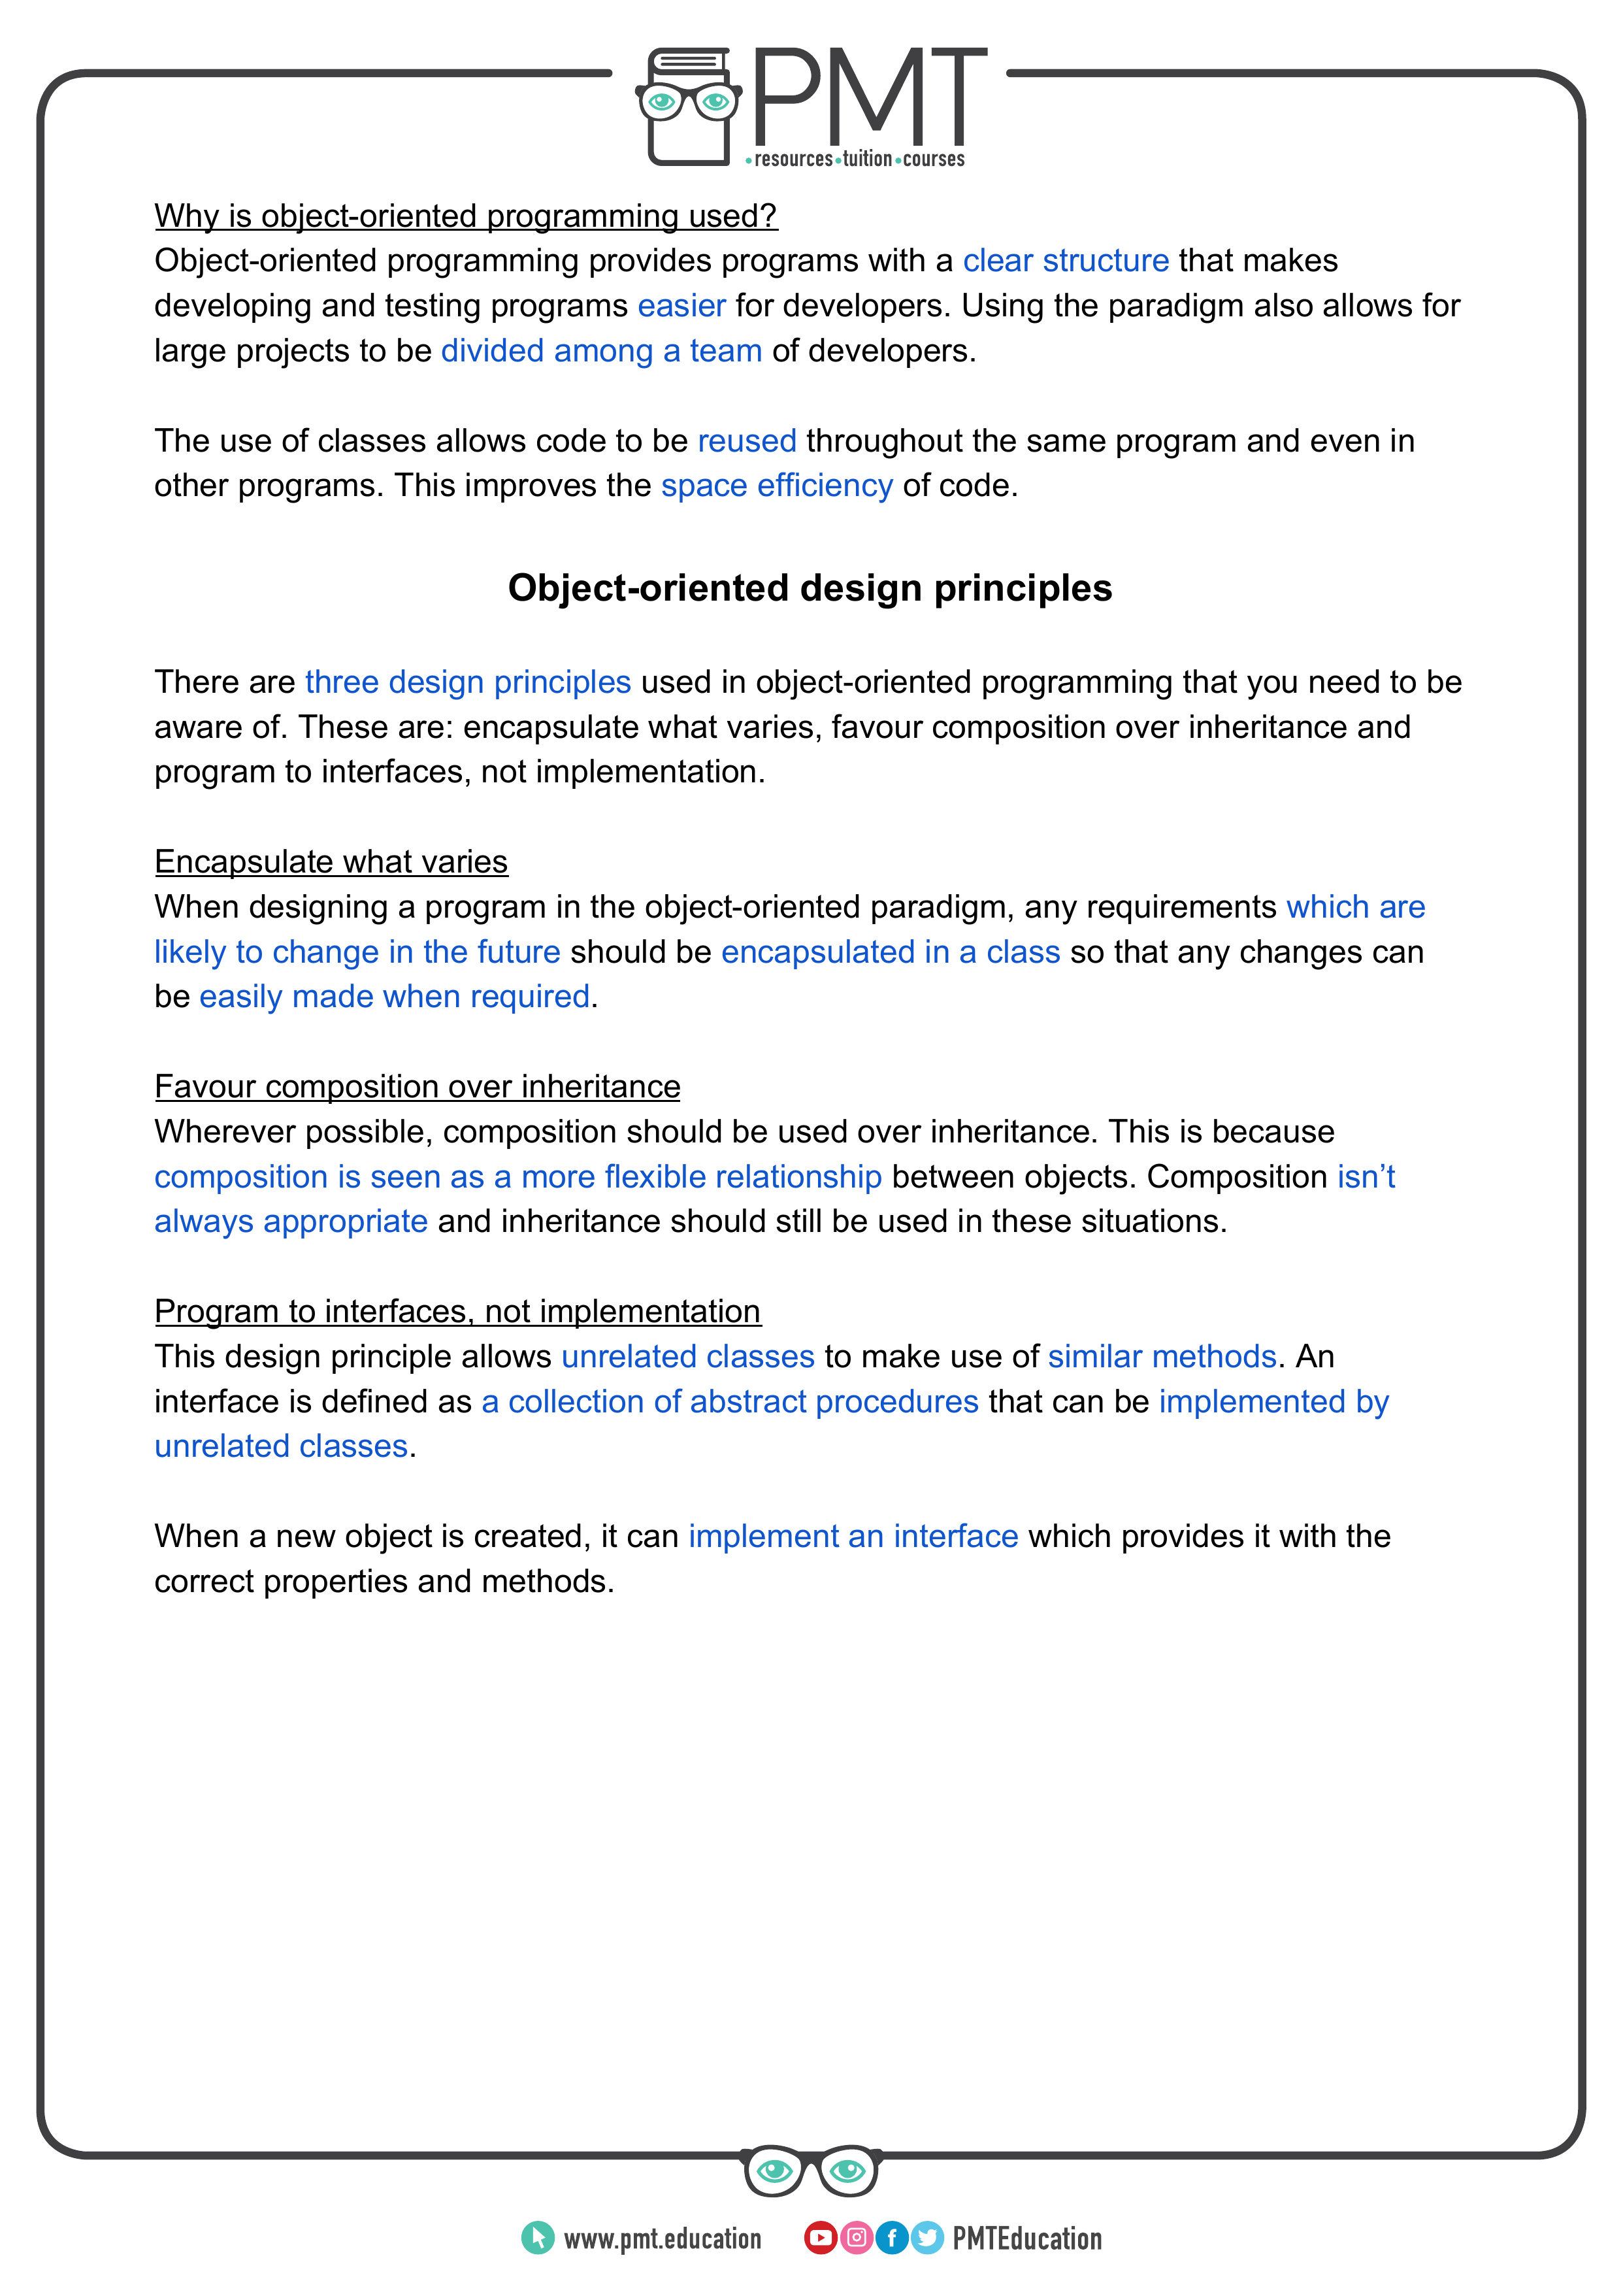 PMT
•resources•tuition•courses
Why is object-oriented programming used?
Object-oriented programming provides programs with a clear structure that makes
developing and testing programs easier for developers. Using the paradigm also allows for
large projects to be divided among a team of developers.
The use of classes allows code to be reused throughout the same program and even in
other programs. This improves the space efficiency of code.
Object-oriented design principles
There are three design principles used in object-oriented programming that you need to be
aware of. These are: encapsulate what varies, favour composition over inheritance and
program to interfaces, not implementation.
Encapsulate what varies
When designing a program in the object-oriented paradigm, any requirements which are
likely to change in the future should be encapsulated in a class so that any changes can
be easily made when required.
Favour composition over inheritance
Wherever possible, composition should be used over inheritance. This is because
composition is seen as a more flexible relationship between objects. Composition isn’t
always appropriate and inheritance should still be used in these situations.
Program to interfaces, not implementation
This design principle allows unrelated classes to make use of similar methods. An
interface is defined as a collection of abstract procedures that can be implemented by
unrelated classes.
When a new object is created, it can implement an interface which provides it with the
correct properties and methods.
www.pmt.education
PMTEducation